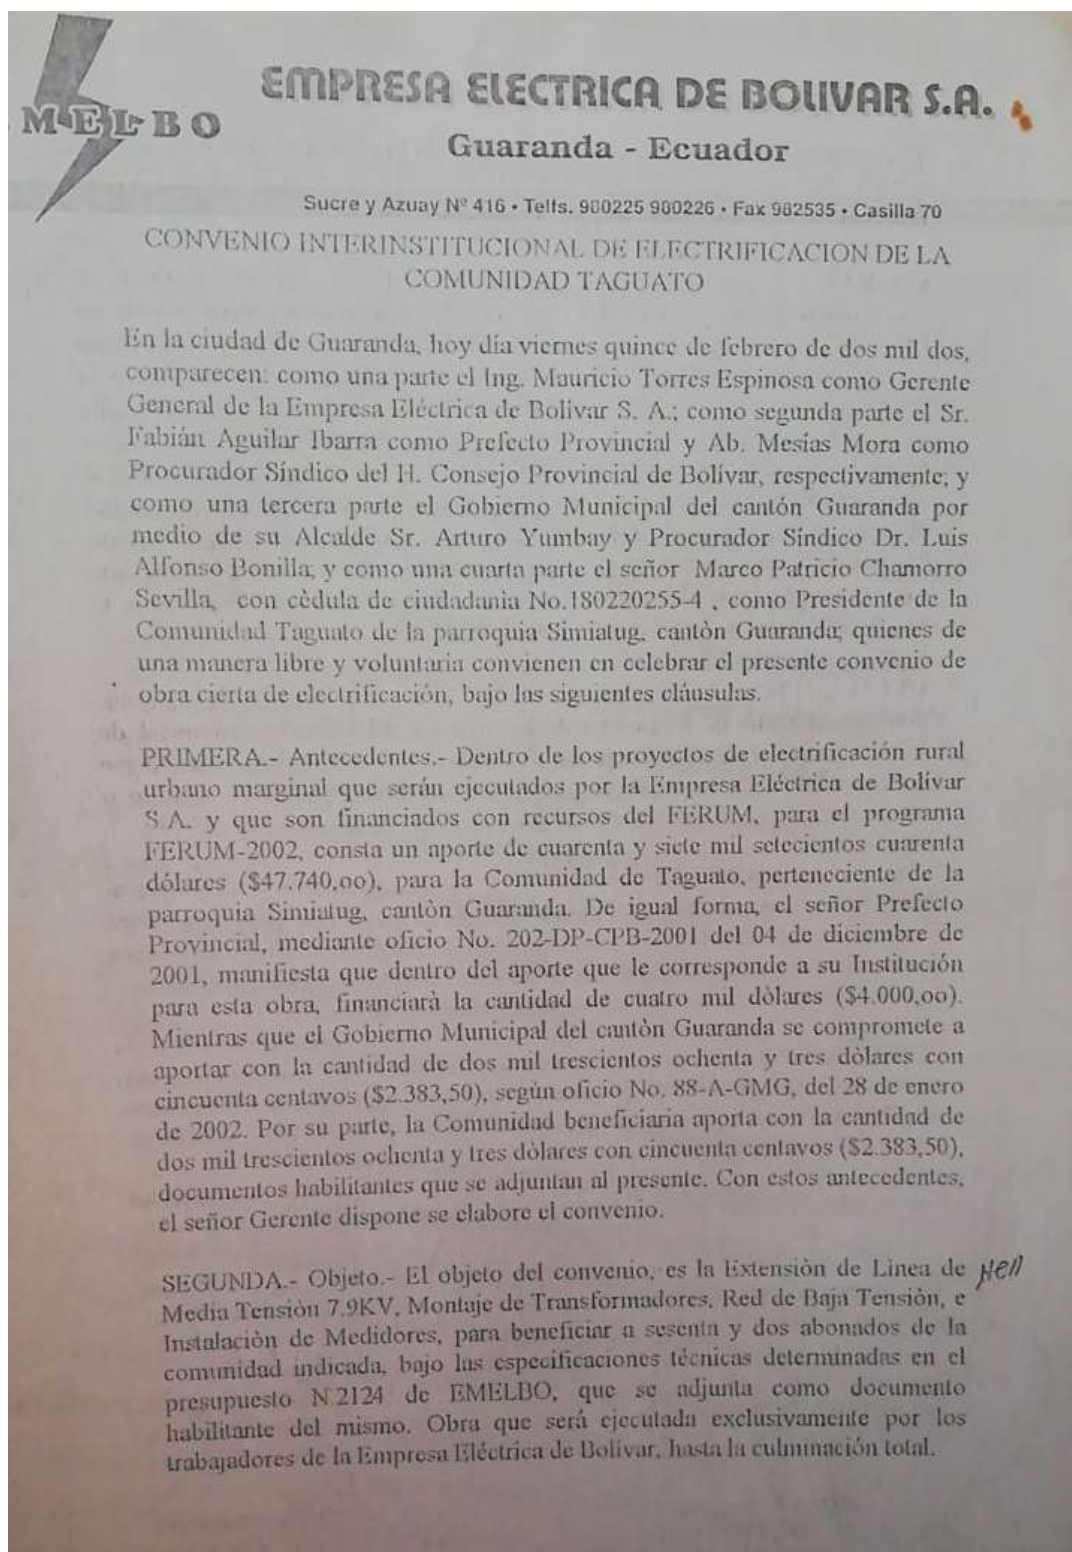 EMPRESA ELECTRICA DE BOLIVAR S.A.
MELBO
Guaranda - Ecuador
Sucre y Azuay Nº 416 • Telfs. 980225 980226 • Fax 982535 • Casilla 70
CONVENIO INTERINSTITUCIONAL DE ELECTRIFICACION DE LA
COMUNIDAD TAGUATO
En la ciudad de Guaranda, hoy día viernes quince de febrero de dos mil dos,
comparecen: como una parte el Ing. Mauricio Torres Espinosa como Gerente
General de la Empresa Eléctrica de Bolívar S. A.; como segunda parte el Sr.
Fabián Aguilar Ibarra como Prefecto Provincial y Ab. Mesías Mora como
Procurador Síndico del H. Consejo Provincial de Bolívar, respectivamente; y
como una tercera parte el Gobierno Municipal del cantón Guaranda por
medio de su Alcalde Sr. Arturo Yumbay y Procurador Síndico Dr. Luis
Alfonso Bonilla; y como una cuarta parte el señor Marco Patricio Chamorro
Sevilla, con cèdula de ciudadanìa No.180220255-4 , como Presidente de la
Comunidad Taguato de la parroquia Simiatug, cantòn Guaranda; quienes de
una manera libre y voluntaria convienen en celebrar el presente convenio de
obra cierta de electrificación, bajo las siguientes cláusulas.
PRIMERA.- Antecedentes.- Dentro de los proyectos de electrificación rural
urbano marginal que serán ejecutados por la Empresa Eléctrica de Bolívar
S.A. y que son financiados con recursos del FERUM, para el programa
FERUM-2002, consta un aporte de cuarenta y siete mil setecientos cuarenta
dólares ($47.740,oo), para la Comunidad de Taguato, perteneciente de la
parroquia Simiatug, cantòn Guaranda. De igual forma, el señor Prefecto
Provincial, mediante oficio No. 202-DP-CPB-2001 del 04 de diciembre de
2001, manifiesta que dentro del aporte que le corresponde a su Institución
para esta obra, financiarà la cantidad de cuatro mil dòlares ($4.000,oo).
Mientras que el Gobierno Municipal del cantòn Guaranda se compromete a
aportar con la cantidad de dos mil trescientos ochenta y tres dòlares con
cincuenta centavos ($2.383,50), según oficio No. 88-A-GMG, del 28 de enero
de 2002. Por su parte, la Comunidad beneficiaria aporta con la cantidad de
dos mil trescientos ochenta y tres dòlares con cincuenta centavos ($2.383,50),
documentos habilitantes que se adjuntan al presente. Con estos antecedentes,
el señor Gerente dispone se elabore el convenio.
SEGUNDA.- Objeto.- El objeto del convenio, es la Extensiòn de Lìnea de
Media Tensiòn 7.9KV, Montaje de Transformadores, Red de Baja Tensiòn, e
Instalaciòn de Medidores, para beneficiar a sesenta y dos abonados de la
comunidad indicada, bajo las especificaciones técnicas determinadas en el
presupuesto N.2124 de EMELBO, que se adjunta como documento
habilitante del mismo. Obra que será ejecutada exclusivamente por los
trabajadores de la Empresa Eléctrica de Bolívar, hasta la culminación total.